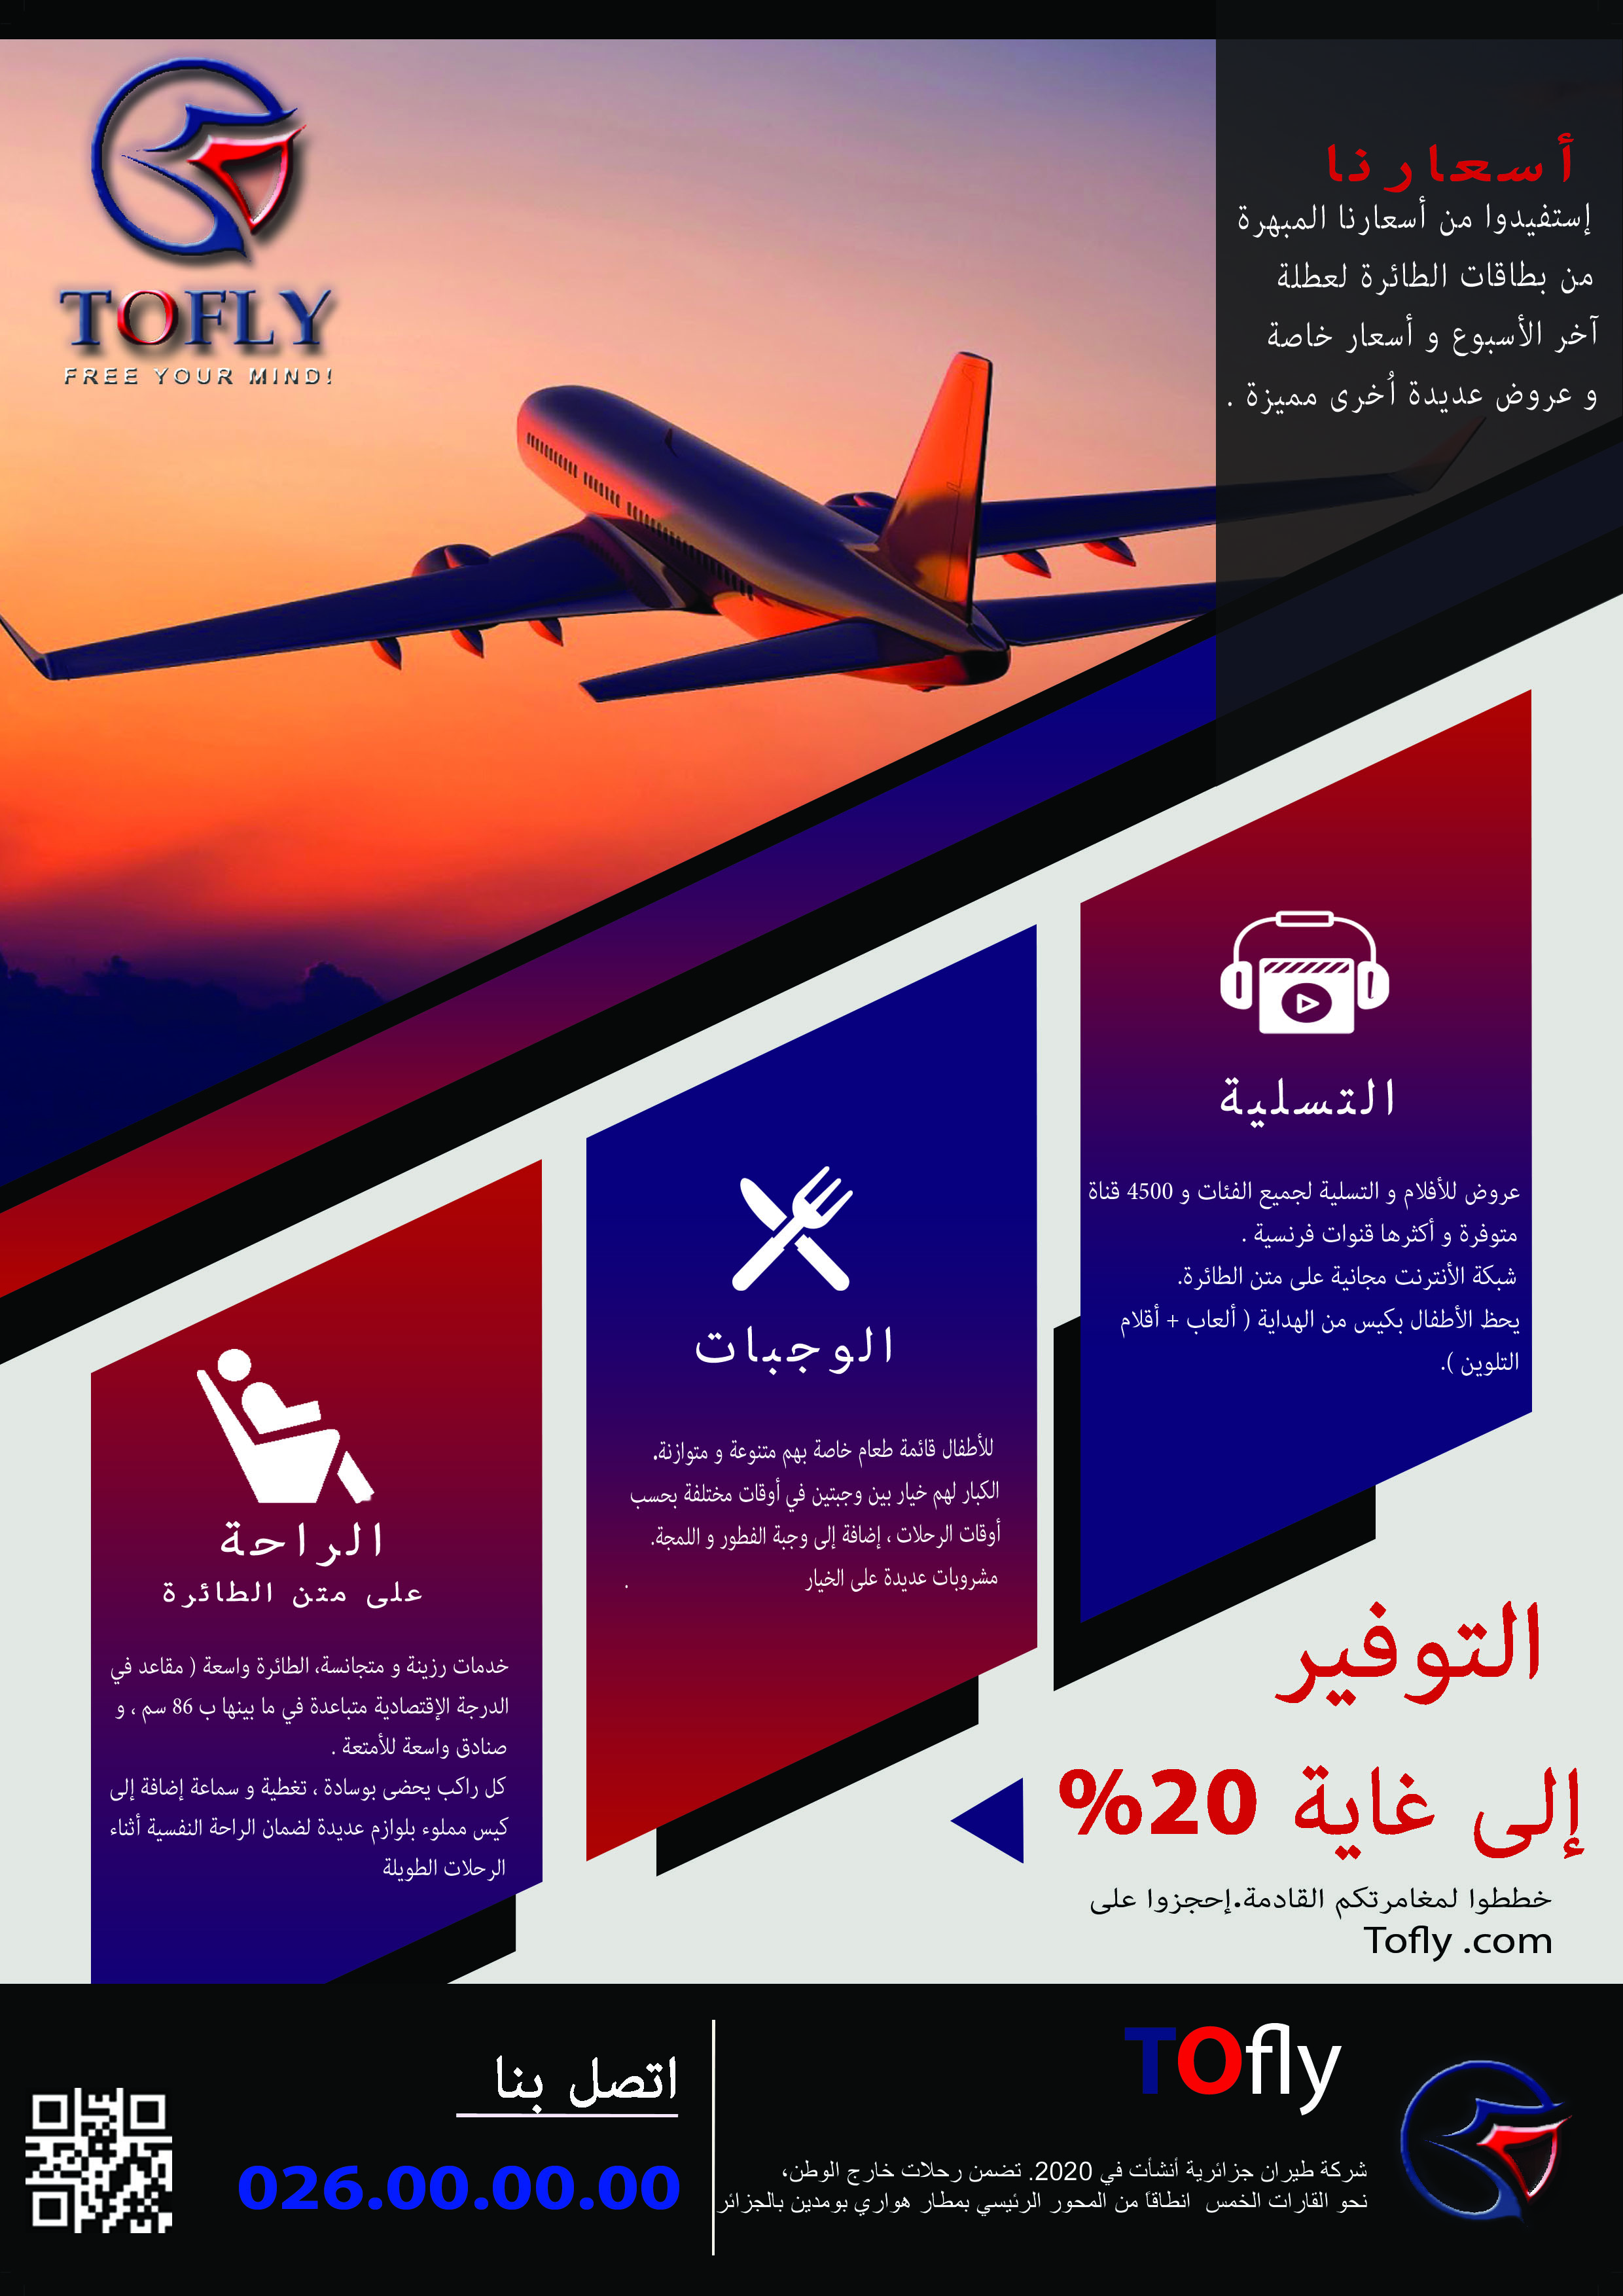 TOFLY
FREE YOUR MIND!
أسعارنا
إستفيدوا من أسعارنا المبهرة
من بطاقات الطائرة لعطلة
آخر الأسبوع و أسعار خاصة
و عروض عديدة أخرى مميزة .
التسلية
عروض للأفلام و التسلية لجميع الفئات و 4500 قناة
متوفرة و أكثرها قنوات فرنسية .
شبكة الأنترنت مجانية على متن الطائرة.
يحظ الأطفال بكيس من الهداية ( ألعاب + أقلام
التلوين ).
الوجبات
للأطفال قائمة طعام خاصة بهم متنوعة و متوازنة.
الكبار لهم خيار بين وجبتين في أوقات مختلفة بحسب
أوقات الرحلات ، إضافة إلى وجبة الفطور و اللمجة.
مشروبات عديدة على الخيار .
الراحة
على متن الطائرة
خدمات رزينة و متجانسة، الطائرة واسعة ( مقاعد في
الدرجة الإقتصادية متباعدة في ما بينها ب 86 سم ، و
صنادق واسعة للأمتعة .
كل راكب يحضى بوسادة ، تغطية و سماعة إضافة إلى
كيس مملوء بلوازم عديدة لضمان الراحة النفسية أثناء
الرحلات الطويلة
التوفير
إلى غاية 20%
خططوا لمغامرتكم القادمة.إحجزوا على
Tofly .com
TOfly
شركة طيران جزائرية أنشأت في 2020. تضمن رحلات خارج الوطن،
نحو القارات الخمس انطاقاً من المحور الرئيسي بمطار هواري بومدين بالجزائر
اتصل بنا
026.00.00.00